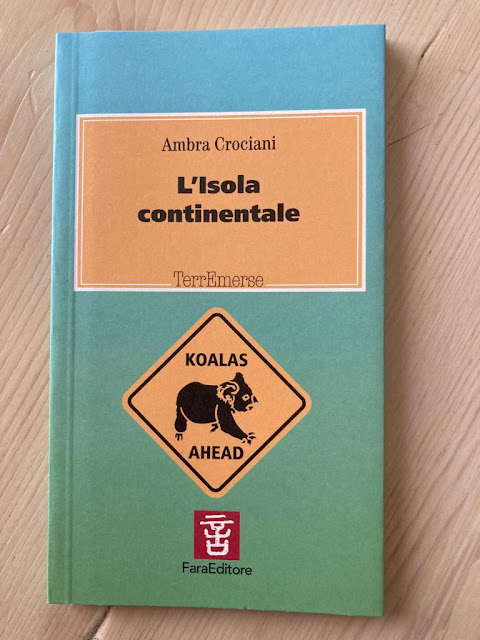 Ambra Crociani
L'Isola
continentale
TerrEmerse
KOALAS
AHEAD
FaraEditore